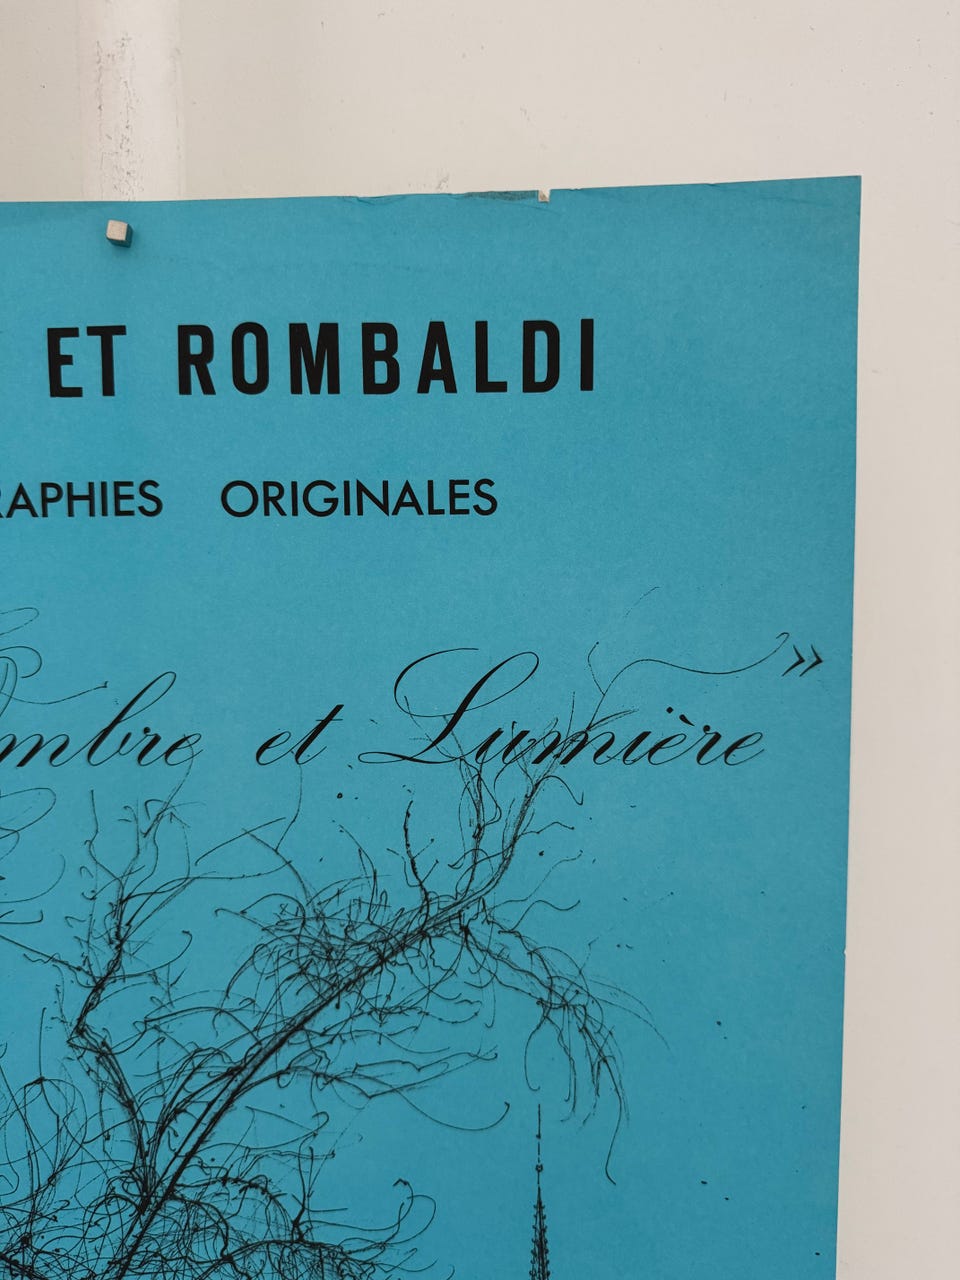 ET ROMBALDI
RAPHIES ORIGINALES
mbre et Lumière »